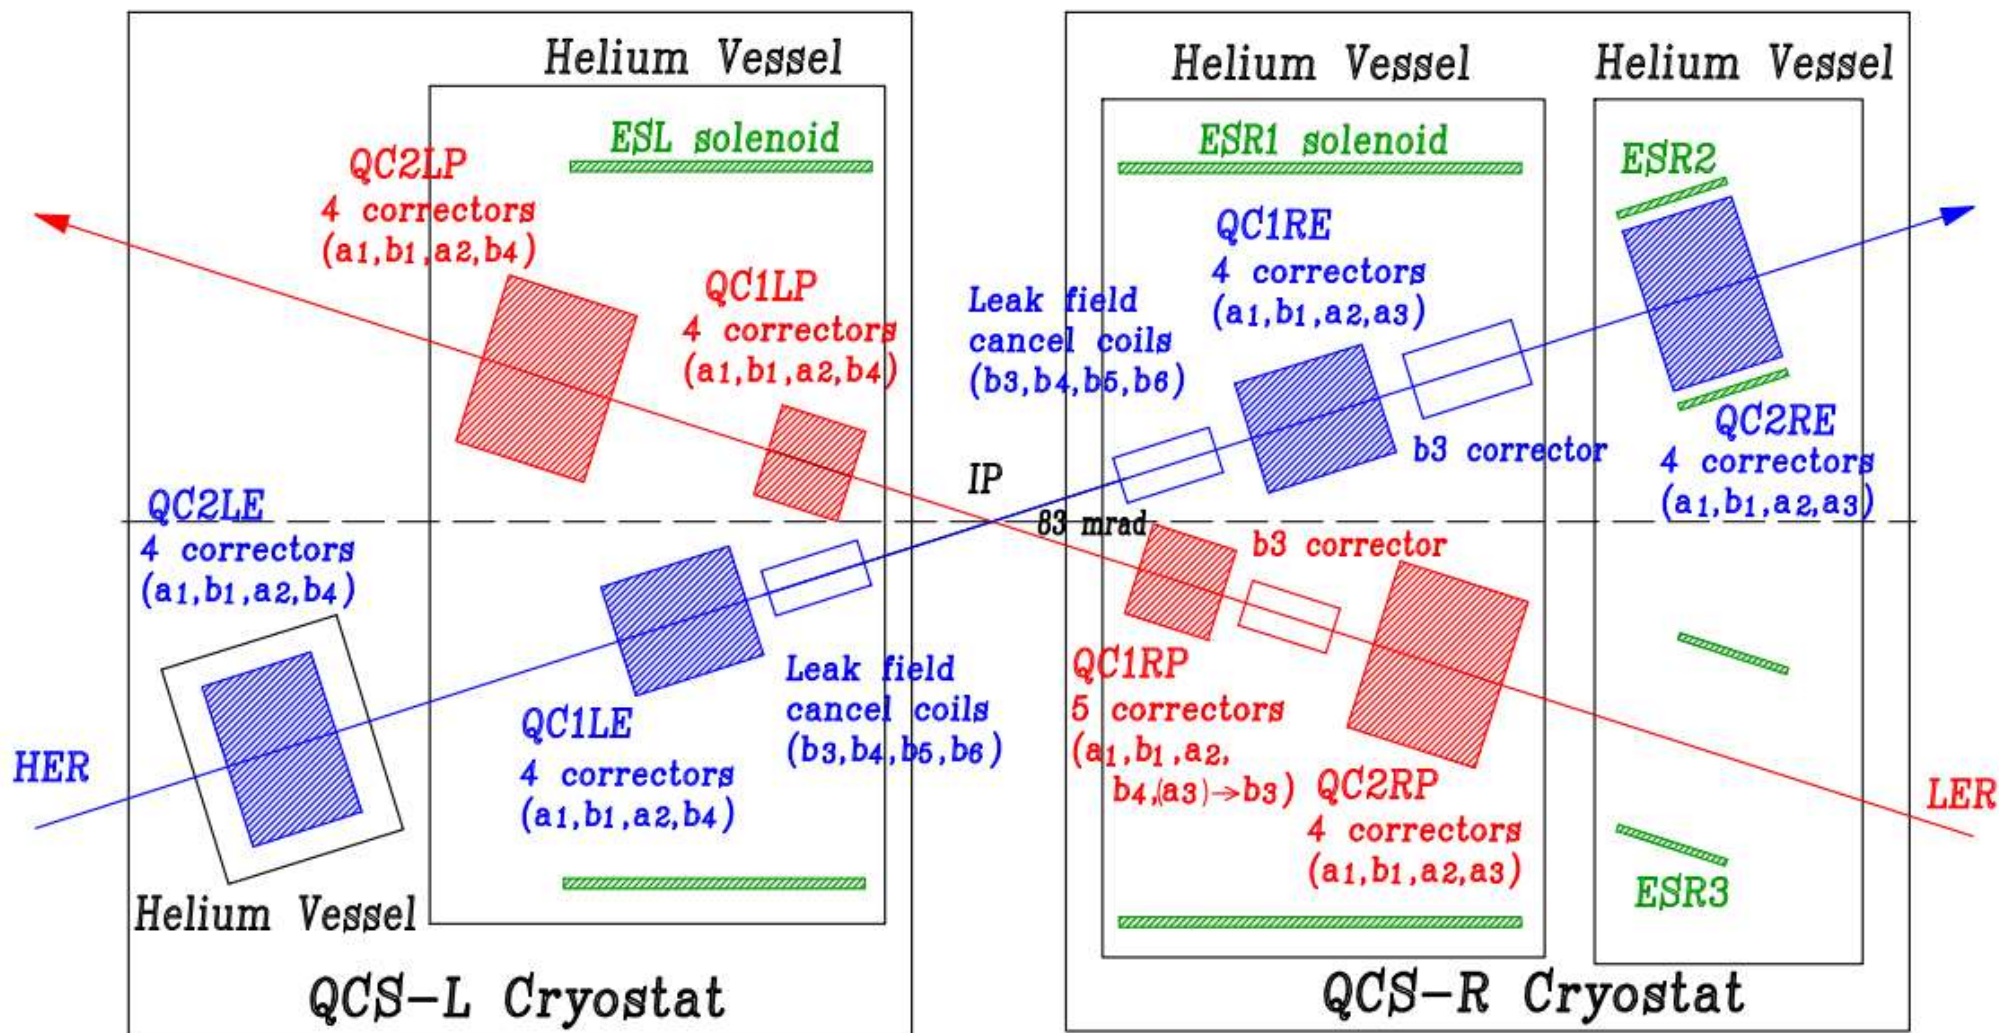 Helium Vessel
ESL solenoid
QC2LP
4 correctors
(a1,b1,a2,b4)
QC1LP
4 correctors
(a1,b1,a2,b4)
QC2LE
4 correctors
(a1,b1,a2,b4)
HER
Helium Vessel
QC1LE
4 correctors
(a1,b1,a2,b4)
Leak field
cancel coils
(b3,b4,b5,b6)
QCS-L Cryostat
IP
83 mrad
Helium Vessel
Helium Vessel
ESR1 solenoid
ESR2
QC1RE
4 correctors
(a1,b1,a2,a3)
Leak field
cancel coils
(b3,b4,b5,b6)
b3 corrector
QC2RE
4 correctors
(a1,b1,a2,a3)
b3 corrector
QC1RP
5 correctors
(a1,b1,a2,
b4,(a3)→b3)
QC2RP
4 correctors
(a1,b1,a2,a3)
LER
ESR3
QCS-R Cryostat